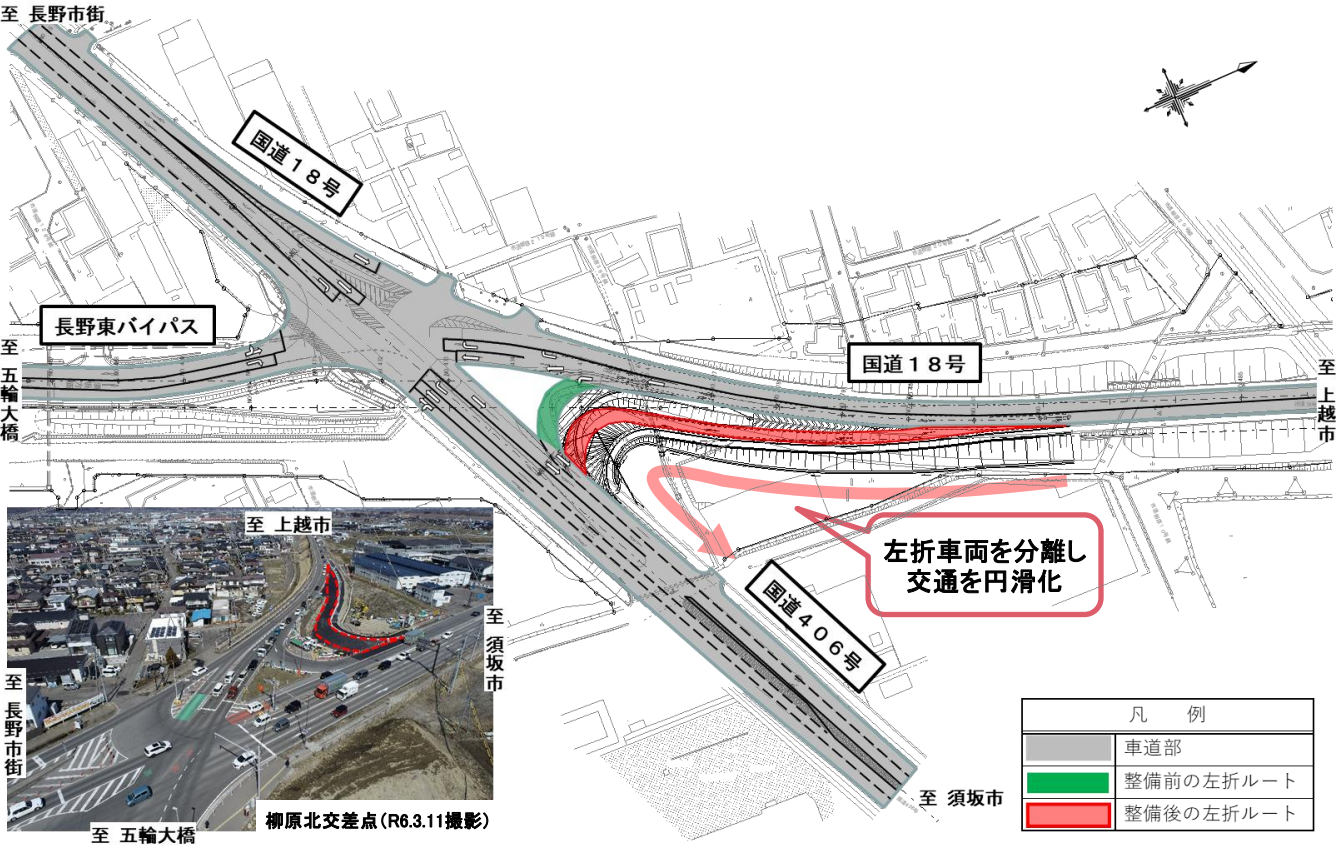 至 長野市街
国道18号
長野東バイパス
至 五輪大橋
国道18号
至 上越市
左折車両を分離し
交通を円滑化
国道406号
至 須坂市
凡 例
車道部
整備前の左折ルート
整備後の左折ルート
至 上越市
至 須坂市
至 長野市街
至 五輪大橋
柳原北交差点(R6.3.11撮影)